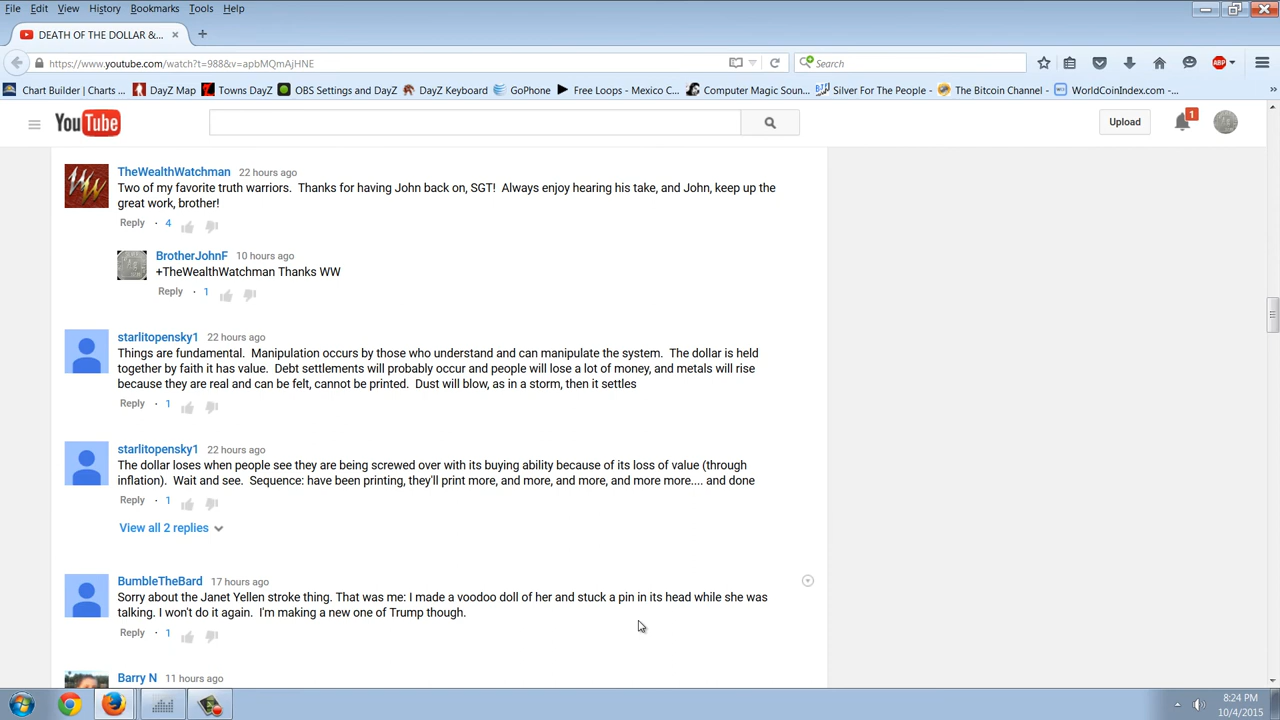 File Edit View History Bookmarks Tools Help
DEATH OF THE DOLLAR &...
https://www.youtube.com/watch?t=988&v=apbMQmAjHNE
Search
ABP
Chart Builder | Charts ... DayZ Map Towns DayZ OBS Settings and DayZ DayZ Keyboard GoPhone Free Loops - Mexico C... Computer Magic Soun... Silver For The People - The Bitcoin Channel - WorldCoinIndex.com -... »
YouTube
Upload
1
TheWealthWatchman 22 hours ago
Two of my favorite truth warriors. Thanks for having John back on, SGT! Always enjoy hearing his take, and John, keep up the
great work, brother!
Reply · 4
BrotherJohnF 10 hours ago
+TheWealthWatchman Thanks WW
Reply · 1
starlitopensky1 22 hours ago
Things are fundamental. Manipulation occurs by those who understand and can manipulate the system. The dollar is held
together by faith it has value. Debt settlements will probably occur and people will lose a lot of money, and metals will rise
because they are real and can be felt, cannot be printed. Dust will blow, as in a storm, then it settles
Reply · 1
starlitopensky1 22 hours ago
The dollar loses when people see they are being screwed over with its buying ability because of its loss of value (through
inflation). Wait and see. Sequence: have been printing, they'll print more, and more, and more, and more more.... and done
Reply · 1
View all 2 replies
BumbleTheBard 17 hours ago
Sorry about the Janet Yellen stroke thing. That was me: I made a voodoo doll of her and stuck a pin in its head while she was
talking. I won't do it again. I'm making a new one of Trump though.
Reply · 1
Barry N 11 hours ago
8:24 PM
10/4/2015